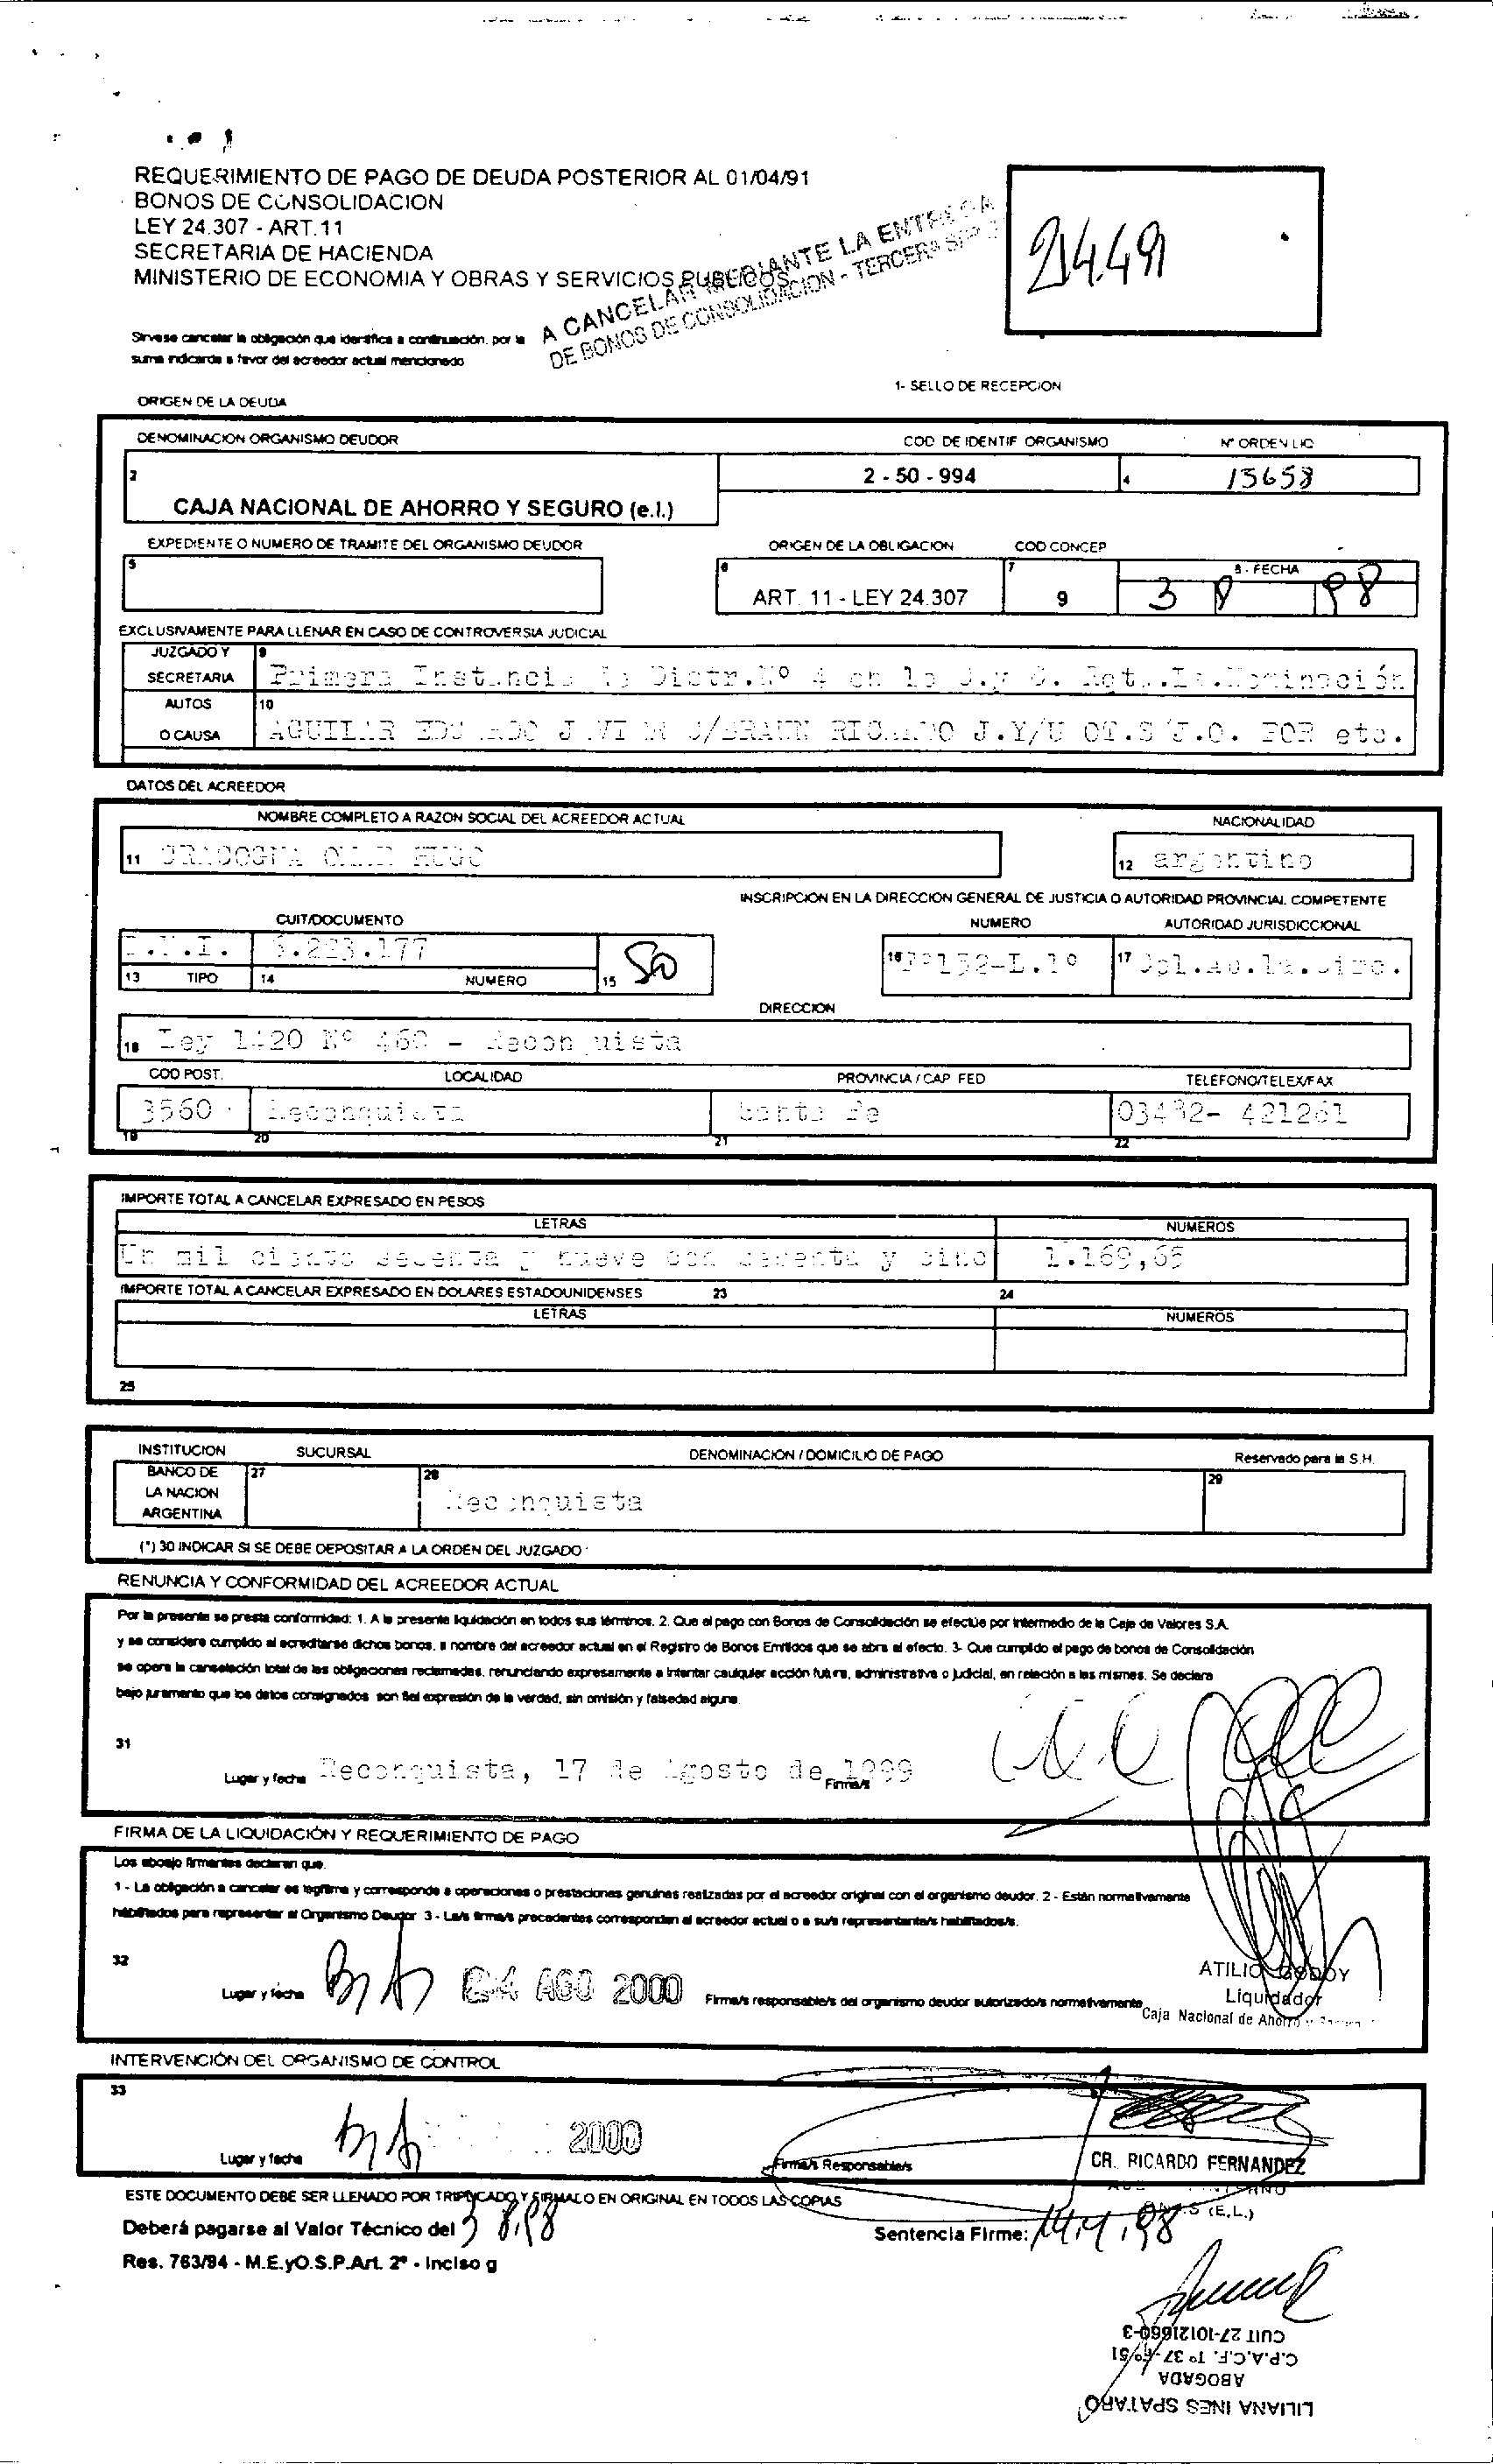 REQUERIMIENTO DE PAGO DE DEUDA POSTERIOR AL 01/04/91
BONOS DE CONSOLIDACION
LEY 24.307 - ART. 11
SECRETARIA DE HACIENDA
MINISTERIO DE ECONOMIA Y OBRAS Y SERVICIOS PUBLICOS
A CANCELAR MEDIANTE LA ENTREGA
DE BONOS DE CONSOLIDACION - TERCERA
21449
Sirvase cancelar la obligación que identifica a continuación, por la
suma indicada a favor del acreedor actual mencionado
1- SELLO DE RECEPCION
ORIGEN DE LA DEUDA
DENOMINACION ORGANISMO DEUDOR
COD DE IDENTIF ORGANISMO
Nº ORDEN LIQ
2
2 - 50 - 994
4
13658
CAJA NACIONAL DE AHORRO Y SEGURO (e.l.)
EXPEDIENTE O NUMERO DE TRAMITE DEL ORGANISMO DEUDOR
ORIGEN DE LA OBLIGACION
COD CONCEP
5
6
7
8 - FECHA
ART. 11 - LEY 24.307
9
3 8 98
EXCLUSIVAMENTE PARA LLENAR EN CASO DE CONTROVERSIA JUDICIAL
JUZGADO Y
SECRETARIA
9
Primera Instancia de Distr.Nº 4 en lo C.y C. Rqta.1a.Nominación
AUTOS
O CAUSA
10
AGUILAR EDUARDO J.VI C/BRAUN RICARDO J.Y/U OT.S/J.O. POR etc.
DATOS DEL ACREEDOR
NOMBRE COMPLETO A RAZON SOCIAL DEL ACREEDOR ACTUAL
NACIONALIDAD
11
HUGO
12 argentino
INSCRIPCION EN LA DIRECCION GENERAL DE JUSTICIA O AUTORIDAD PROVINCIAL COMPETENTE
CUIT/DOCUMENTO
NUMERO
AUTORIDAD JURISDICCIONAL
D.N.I.
.223.177
16 Fº152-L.1º
17
13 TIPO
14 NUMERO
15
DIRECCION
18 Ley 1420 Nº 460 - Reconquista
COD POST.
LOCALIDAD
PROVINCIA / CAP FED
TELEFONO/TELEX/FAX
3560
Reconquista
Santa Fe
03482- 421261
19
20
21
22
IMPORTE TOTAL A CANCELAR EXPRESADO EN PESOS
LETRAS
NUMEROS
Un mil ciento sesenta y nueve con sesenta y cinc
1.169,65
IMPORTE TOTAL A CANCELAR EXPRESADO EN DOLARES ESTADOUNIDENSES
23
24
LETRAS
NUMEROS
25
INSTITUCION
SUCURSAL
DENOMINACION / DOMICILIO DE PAGO
Reservado para la S.H.
BANCO DE
LA NACION
ARGENTINA
27
28
29
Reconquista
(*) 30 INDICAR SI SE DEBE DEPOSITAR A LA ORDEN DEL JUZGADO
RENUNCIA Y CONFORMIDAD DEL ACREEDOR ACTUAL
Por la presente se presta conformidad: 1. A la presente liquidación en todos sus términos. 2. Que el pago con Bonos de Consolidación se efectúe por intermedio de la Caja de Valores S.A.
y se considere cumplido al acreditarse dichos bonos, a nombre del acreedor actual en el Registro de Bonos Emitidos que se abra al efecto. 3- Que cumplido el pago de bonos de Consolidación
se opera la canselación total de las obligaciones reclamadas, renunciando expresamente a intentar caulquier acción futura, administrativa o judicial, en relación a las mismas. Se declara
bajo juramento que los datos consignados son fiel expresión de la verdad, sin omisión y falsedad alguna.
31
Lugar y fecha
Reconquista, 17 de Agosto de 1999
Firma/s
FIRMA DE LA LIQUIDACIÓN Y REQUERIMIENTO DE PAGO
Los aboajo firmantes declaran que.
1 - La obligación a cancelar es legítima y corresponde a operaciones o prestaciones genuinas realizadas por el acreedor original con el organismo deudor. 2 - Están normativamente
habilitados para representar al Organismo Deudor 3 - La/s firma/s precedentes corresponden al acreedor actual o a su/s representante/s habilitado/s.
32
Lugar y fecha
24 AGO 2000
Firma/s responsable/s del organismo deudor autorizado/s normativamente
ATILIO GODOY
Liquidador
Caja Nacional de Ahorro y
INTERVENCIÓN DEL ORGANISMO DE CONTROL
33
Lugar y fecha
2000
Firma/s Responsable/s
CR. RICARDO FERNANDEZ
(E.L.)
ESTE DOCUMENTO DEBE SER LLENADO POR TRIPLICADO Y FIRMALO EN ORIGINAL EN TODOS LAS COPIAS
Deberá pagarse al Valor Técnico del 3 8,98
Sentencia Firme: 14,4,98
Res. 763/94 - M.E.yO.S.P.Art. 2º - Inciso g
LILIANA INES SPATARO
ABOGADA
C.P.A.C.F. Tº 37 - Fº 51
CUIT 27-10121660-3